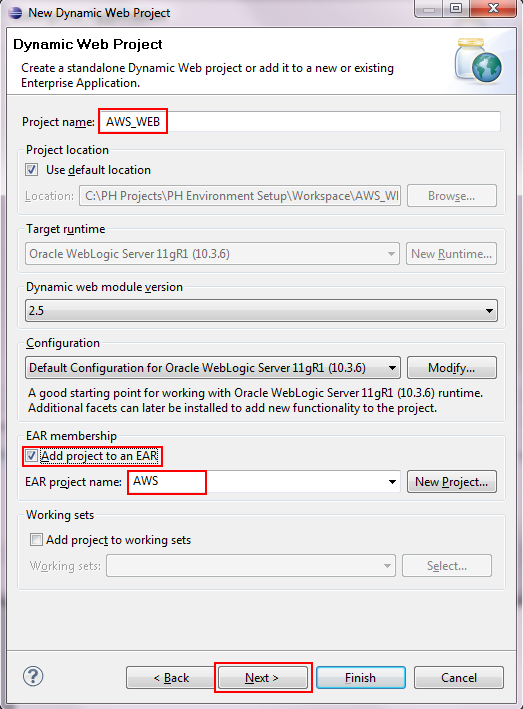 New Dynamic Web Project
Dynamic Web Project
Create a standalone Dynamic Web project or add it to a new or existing
Enterprise Application.
Project name: AWS_WEB
Project location
Use default location
Location: C:\PH Projects\PH Environment Setup\Workspace\AWS_WI Browse...
Target runtime
Oracle WebLogic Server 11gR1 (10.3.6) New Runtime...
Dynamic web module version
2.5
Configuration
Default Configuration for Oracle WebLogic Server 11gR1 (10.3.6) Modify...
A good starting point for working with Oracle WebLogic Server 11gR1 (10.3.6) runtime.
Additional facets can later be installed to add new functionality to the project.
EAR membership
Add project to an EAR
EAR project name: AWS New Project...
Working sets
Add project to working sets
Working sets: Select...
? < Back Next > Finish Cancel